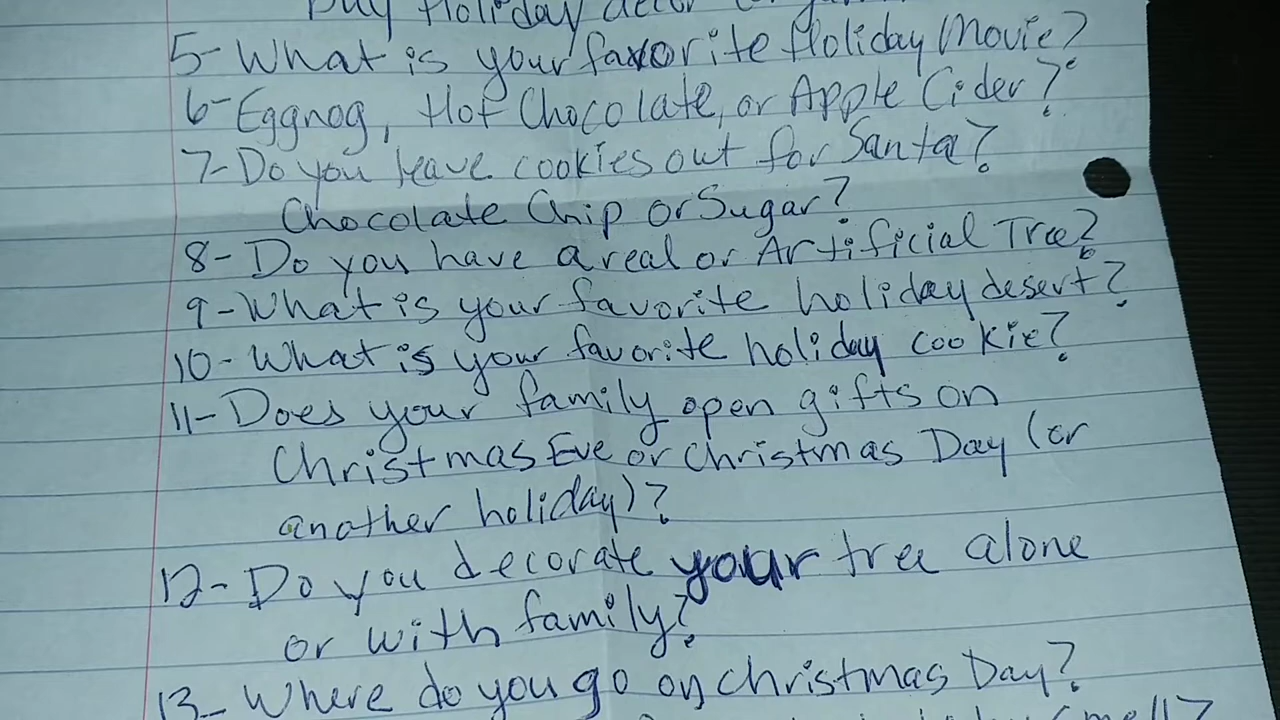 Buy Holiday
5- What is your favorite Holiday Movie?
6- Eggnog, Hot Chocolate, or Apple Cider?
7- Do you leave cookies out for Santa?
Chocolate Chip or Sugar?
8- Do you have a real or Artificial Tree?
9- What is your favorite holiday desert?
10- What is your favorite holiday cookie?
11- Does your family open gifts on
Christmas Eve or Christmas Day (or
another holiday)?
12- Do you decorate your tree alone
or with family?
13- Where do you go on Christmas Day?
smell?